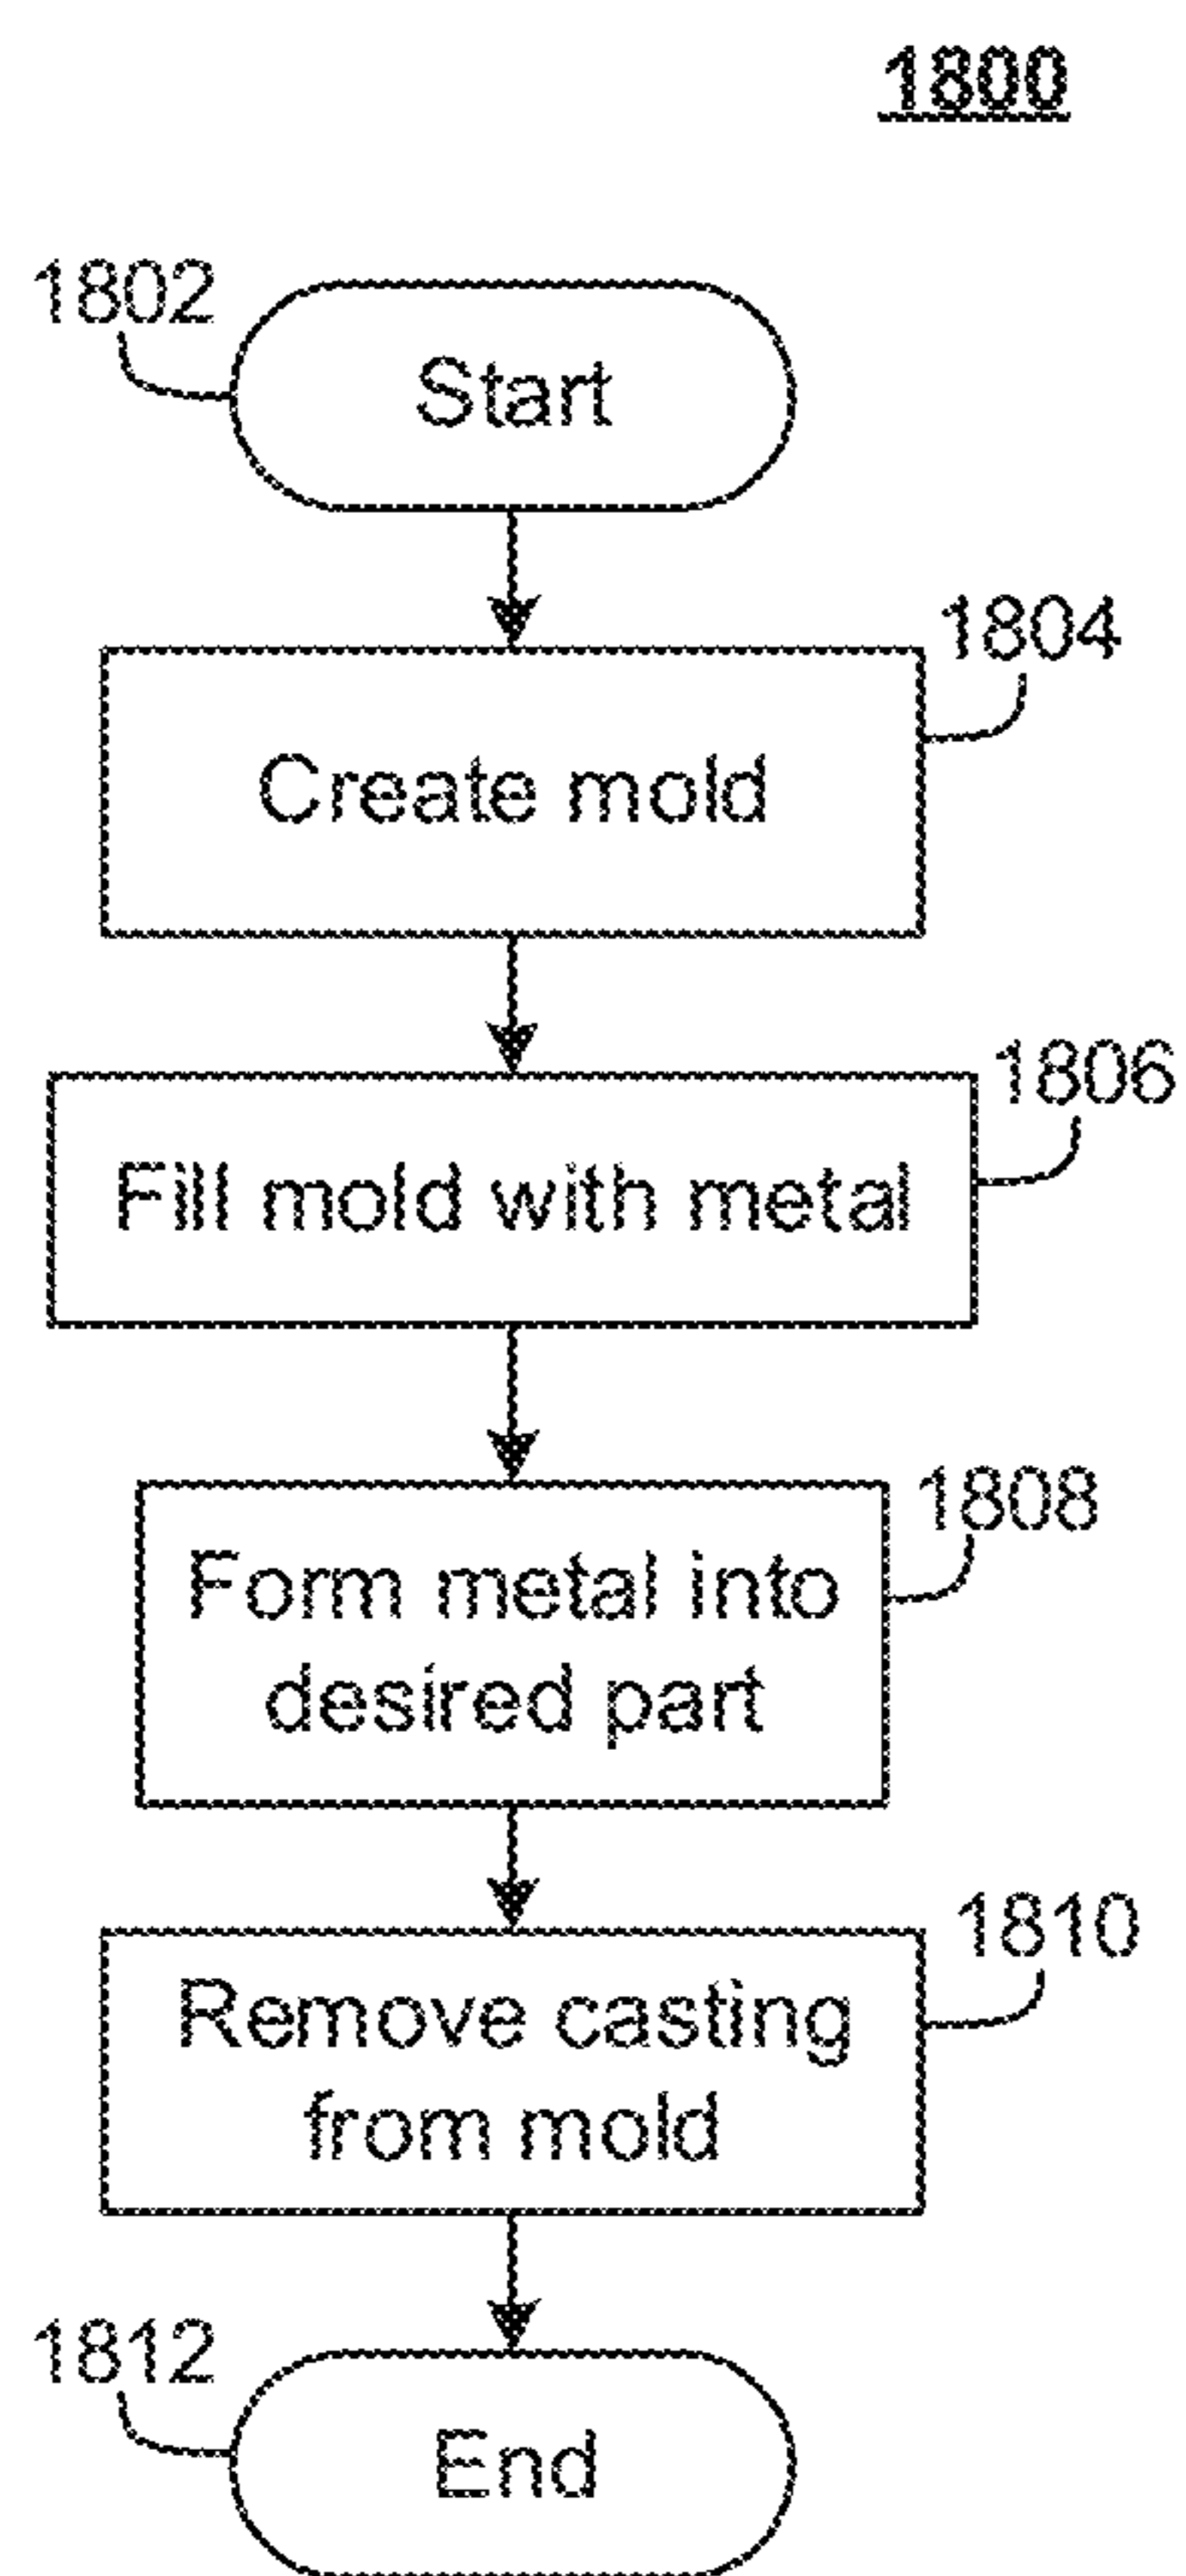 1800
1802
Start
1804
Create mold
1806
Fill mold with metal
1808
Form metal into
desired part
1810
Remove casting
from mold
1812
End